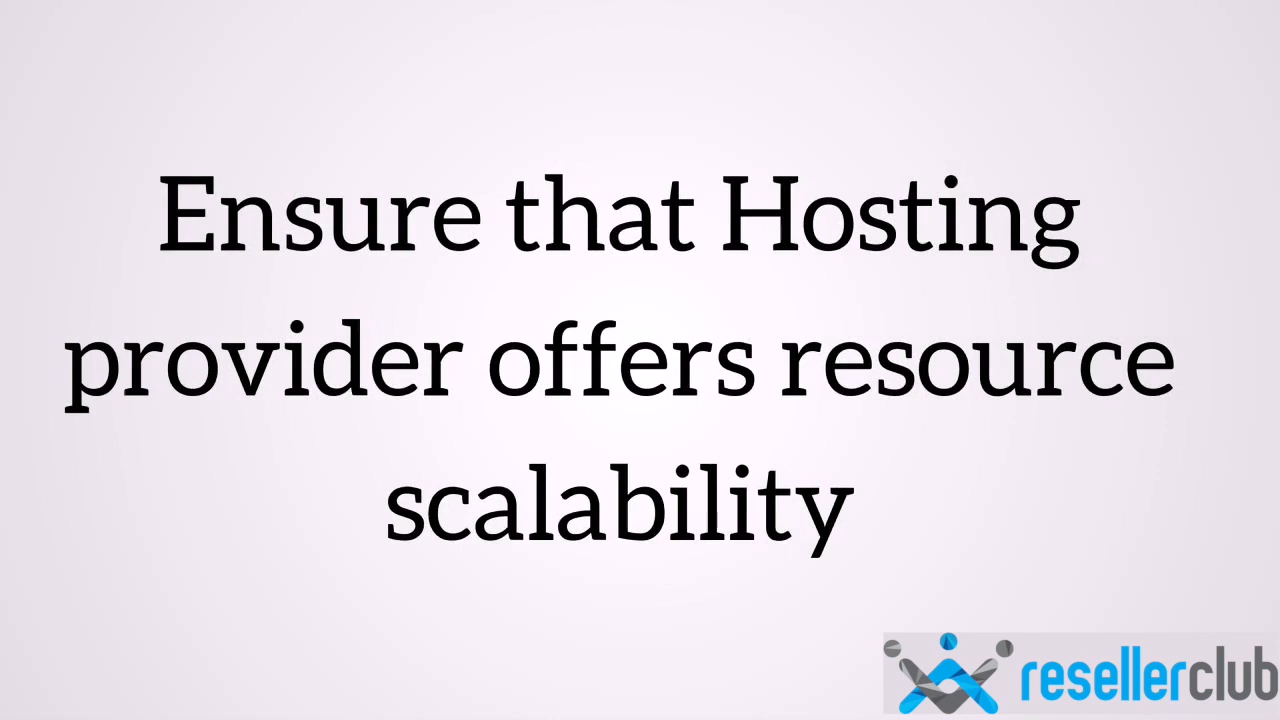 Ensure that Hosting
provider offers resource
scalability
resellerclub